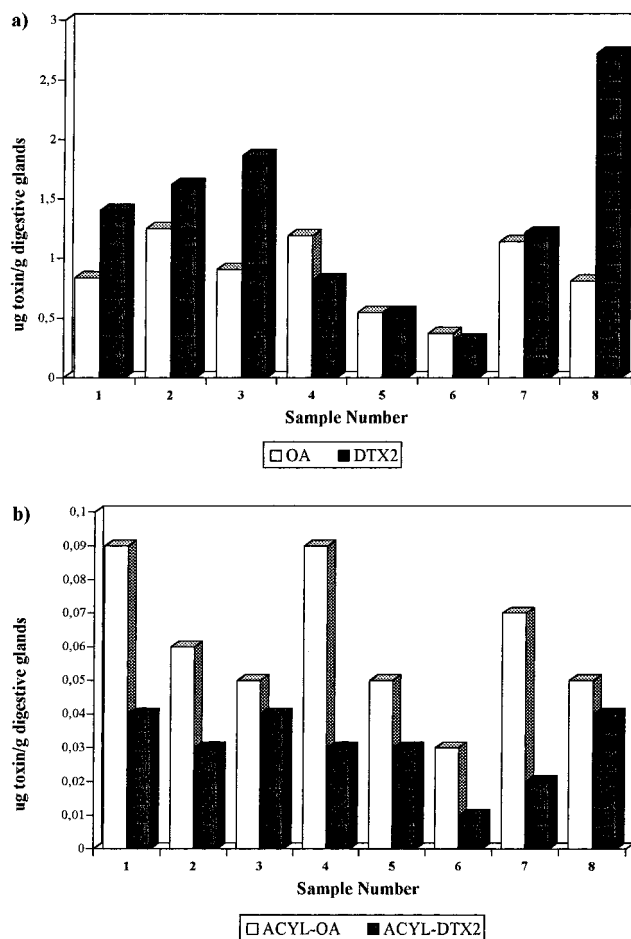 a)
3
2,5
2
1,5
1
0,5
0
ug toxin/g digestive glands
1 2 3 4 5 6 7 8
Sample Number
OA DTX2
b)
0,1
0,09
0,08
0,07
0,06
0,05
0,04
0,03
0,02
0,01
0
ug toxin/g digestive glands
1 2 3 4 5 6 7 8
Sample Number
ACYL-OA ACYL-DTX2